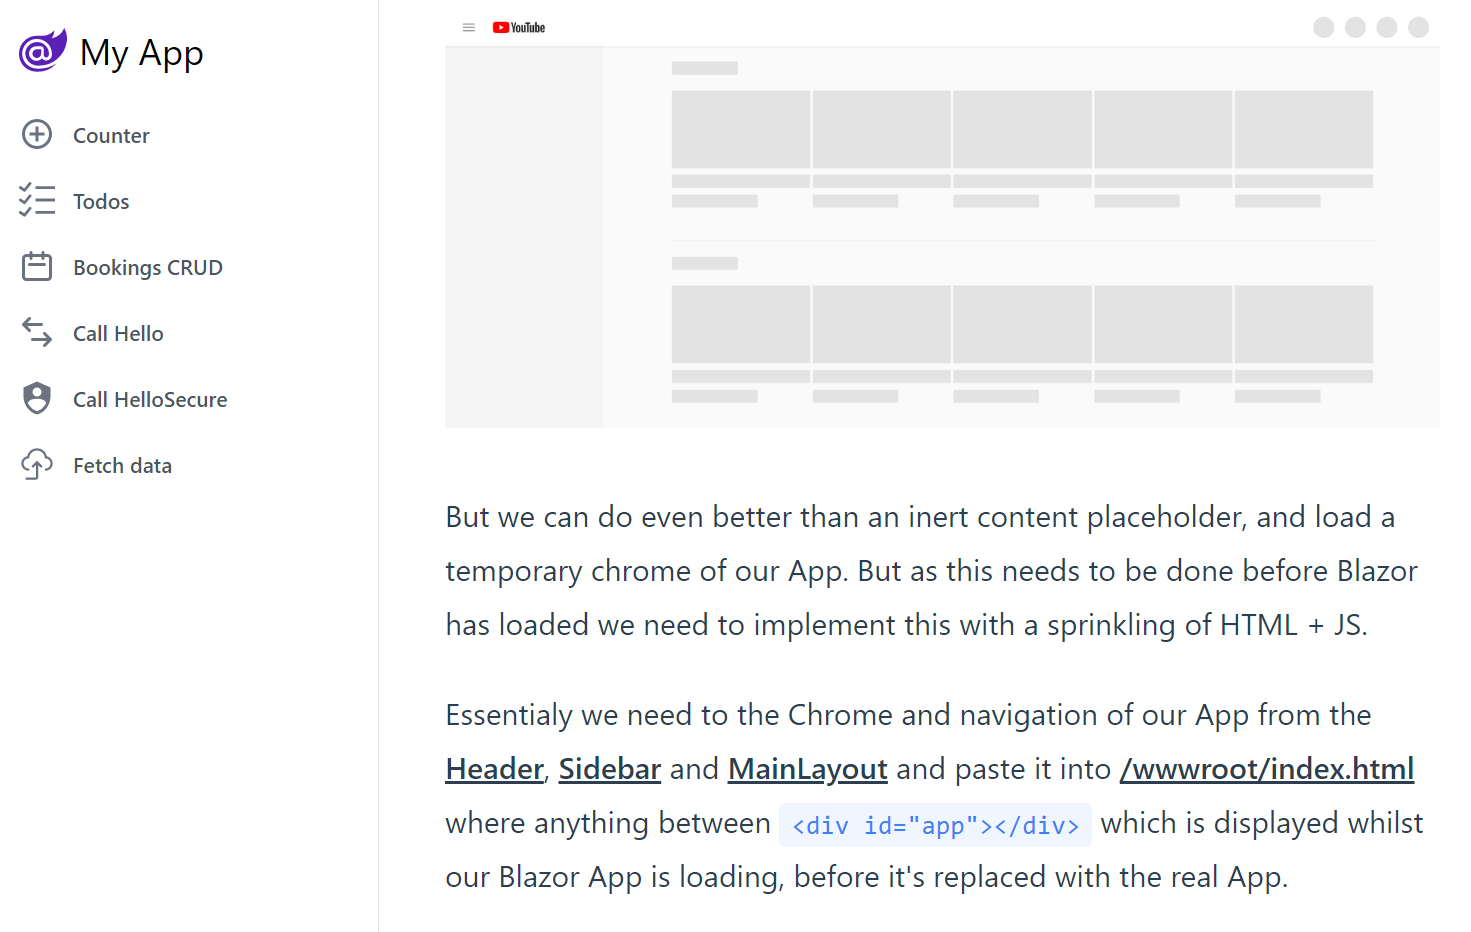 My App
Counter
Todos
Bookings CRUD
Call Hello
Call HelloSecure
Fetch data
YouTube
But we can do even better than an inert content placeholder, and load a
temporary chrome of our App. But as this needs to be done before Blazor
has loaded we need to implement this with a sprinkling of HTML + JS.
Essentialy we need to the Chrome and navigation of our App from the
Header, Sidebar and MainLayout and paste it into /wwwroot/index.html
where anything between <div id="app"></div> which is displayed whilst
our Blazor App is loading, before it's replaced with the real App.